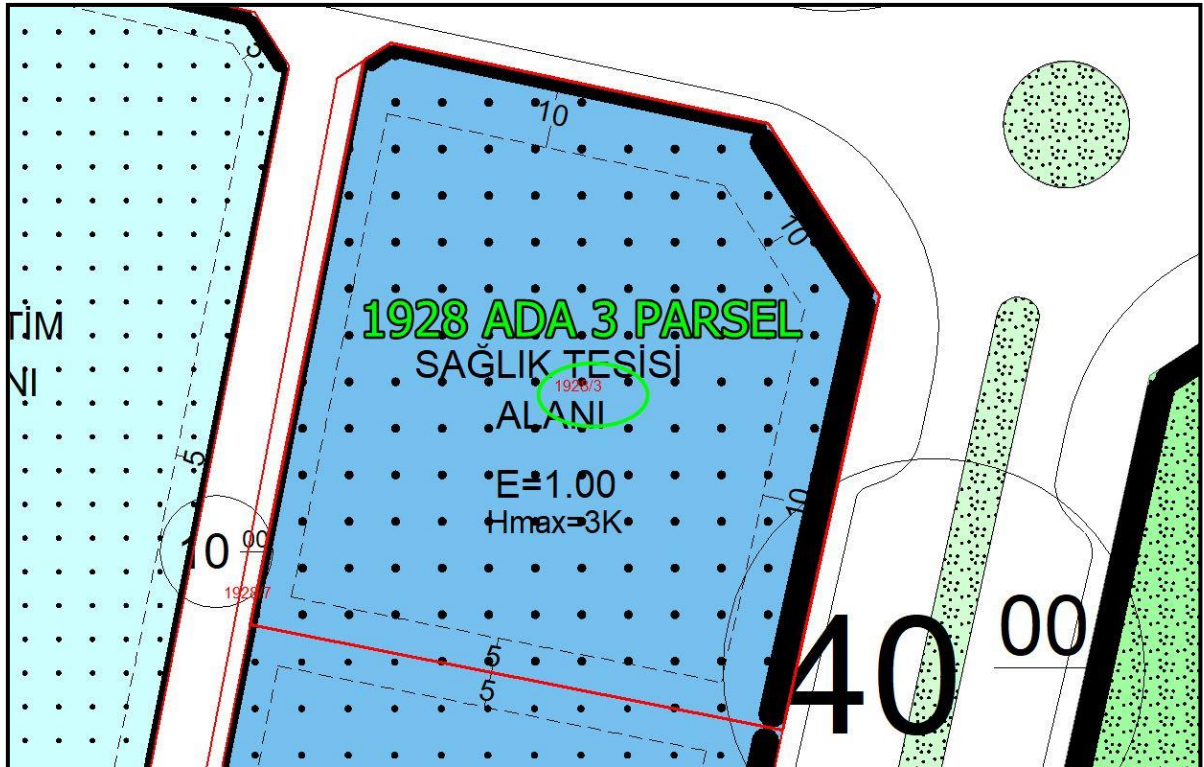 10
10
1928 ADA 3 PARSEL
SAĞLIK TESİSİ
1928/3
ALANI
TİM
NI
E=1.00
Hmax=3K
10
5
10 00
1928/7
40 00
5
5